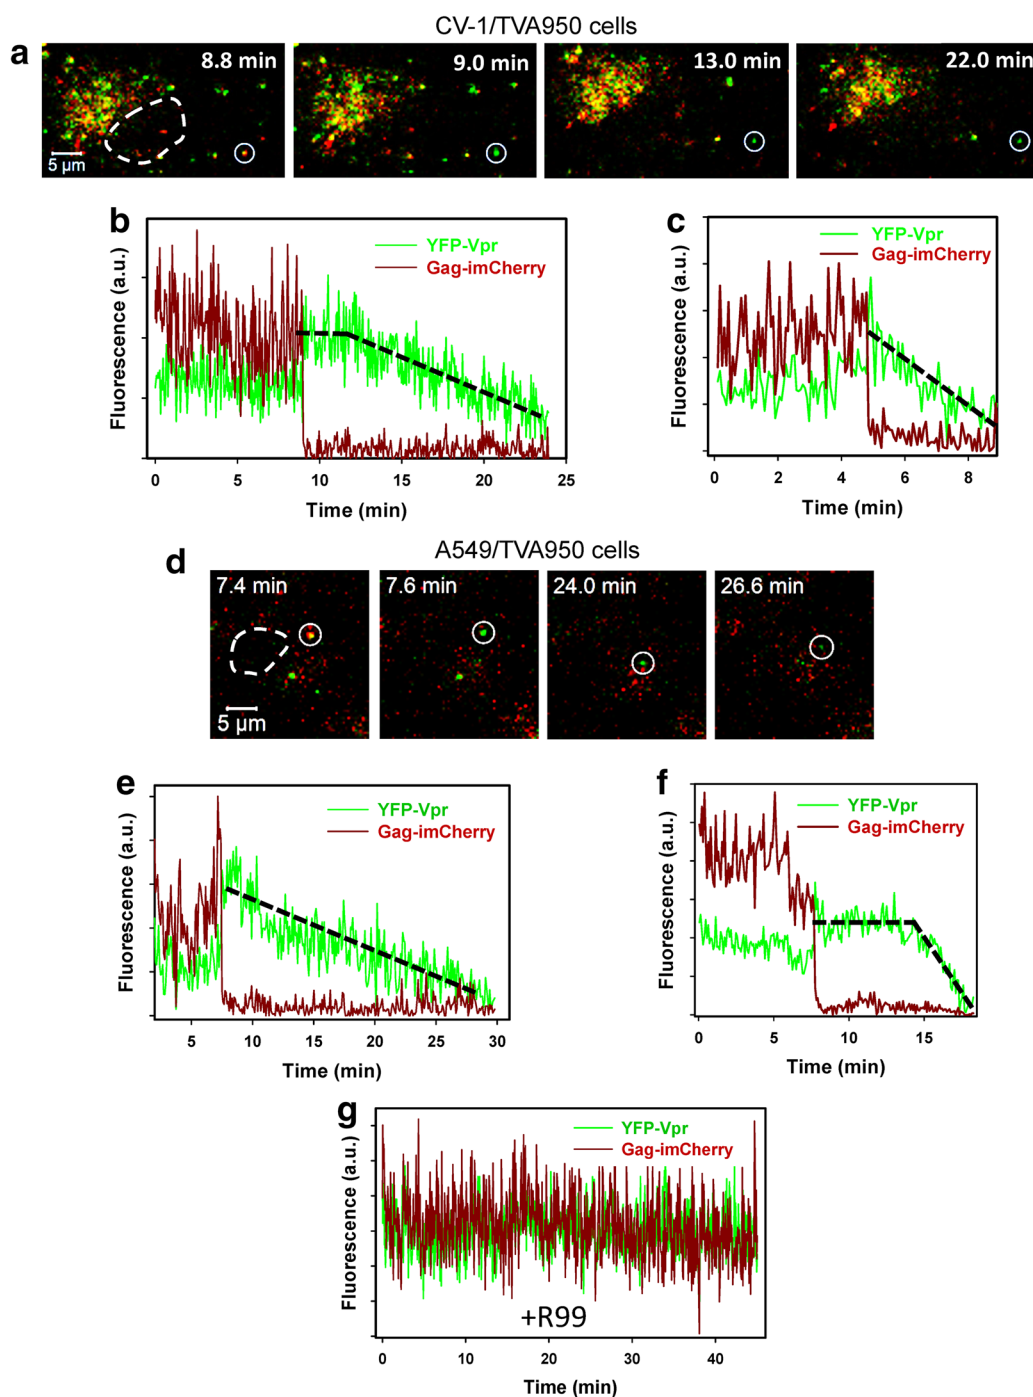 CV-1/TVA950 cells
a
8.8 min
9.0 min
13.0 min
22.0 min
5 µm
b
Fluorescence (a.u.)
YFP-Vpr
Gag-imCherry
0 5 10 15 20 25
Time (min)
c
Fluorescence (a.u.)
YFP-Vpr
Gag-imCherry
0 2 4 6 8
Time (min)
A549/TVA950 cells
d
7.4 min
7.6 min
24.0 min
26.6 min
5 µm
e
Fluorescence (a.u.)
YFP-Vpr
Gag-imCherry
5 10 15 20 25 30
Time (min)
f
Fluorescence (a.u.)
YFP-Vpr
Gag-imCherry
0 5 10 15
Time (min)
g
Fluorescence (a.u.)
YFP-Vpr
Gag-imCherry
+R99
0 10 20 30 40
Time (min)